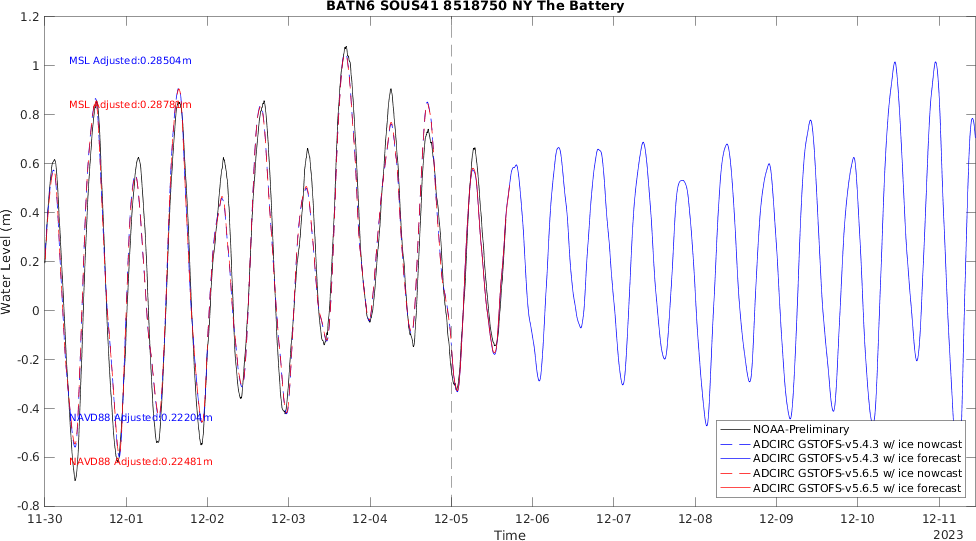 BATN6 SOUS41 8518750 NY The Battery
1.2
1
0.8
0.6
0.4
0.2
0
-0.2
-0.4
-0.6
-0.8
Water Level (m)
MSL Adjusted:0.28504m
MSL Adjusted:0.2878 m
NAVD88 Adjusted:0.22204m
NAVD88 Adjusted:0.22481m
NOAA-Preliminary
ADCIRC GSTOFS-v5.4.3 w/ ice nowcast
ADCIRC GSTOFS-v5.4.3 w/ ice forecast
ADCIRC GSTOFS-v5.6.5 w/ ice nowcast
ADCIRC GSTOFS-v5.6.5 w/ ice forecast
11-30 12-01 12-02 12-03 12-04 12-05 12-06 12-07 12-08 12-09 12-10 12-11
Time
2023